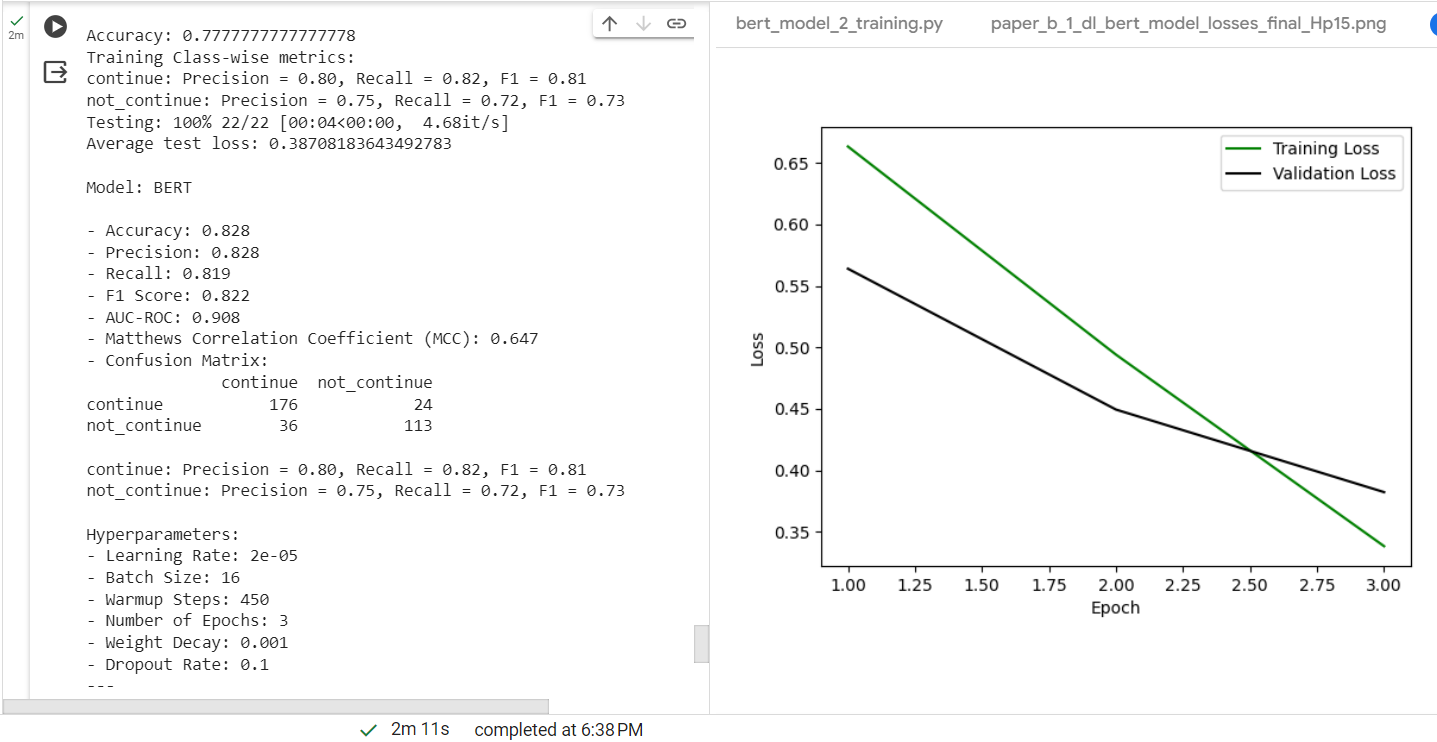 2m
Accuracy: 0.7777777777777778
Training Class-wise metrics:
continue: Precision = 0.80, Recall = 0.82, F1 = 0.81
not_continue: Precision = 0.75, Recall = 0.72, F1 = 0.73
Testing: 100% 22/22 [00:04<00:00,  4.68it/s]
Average test loss: 0.38708183643492783
Model: BERT
- Accuracy: 0.828
- Precision: 0.828
- Recall: 0.819
- F1 Score: 0.822
- AUC-ROC: 0.908
- Matthews Correlation Coefficient (MCC): 0.647
- Confusion Matrix:
continue  not_continue
continue 176 24
not_continue 36 113
continue: Precision = 0.80, Recall = 0.82, F1 = 0.81
not_continue: Precision = 0.75, Recall = 0.72, F1 = 0.73
Hyperparameters:
- Learning Rate: 2e-05
- Batch Size: 16
- Warmup Steps: 450
- Number of Epochs: 3
- Weight Decay: 0.001
- Dropout Rate: 0.1
---
bert_model_2_training.py
paper_b_1_dl_bert_model_losses_final_Hp15.png
Training Loss
Validation Loss
0.65
0.60
0.55
0.50
0.45
0.40
0.35
Loss
1.00 1.25 1.50 1.75 2.00 2.25 2.50 2.75 3.00
Epoch
2m 11s completed at 6:38 PM